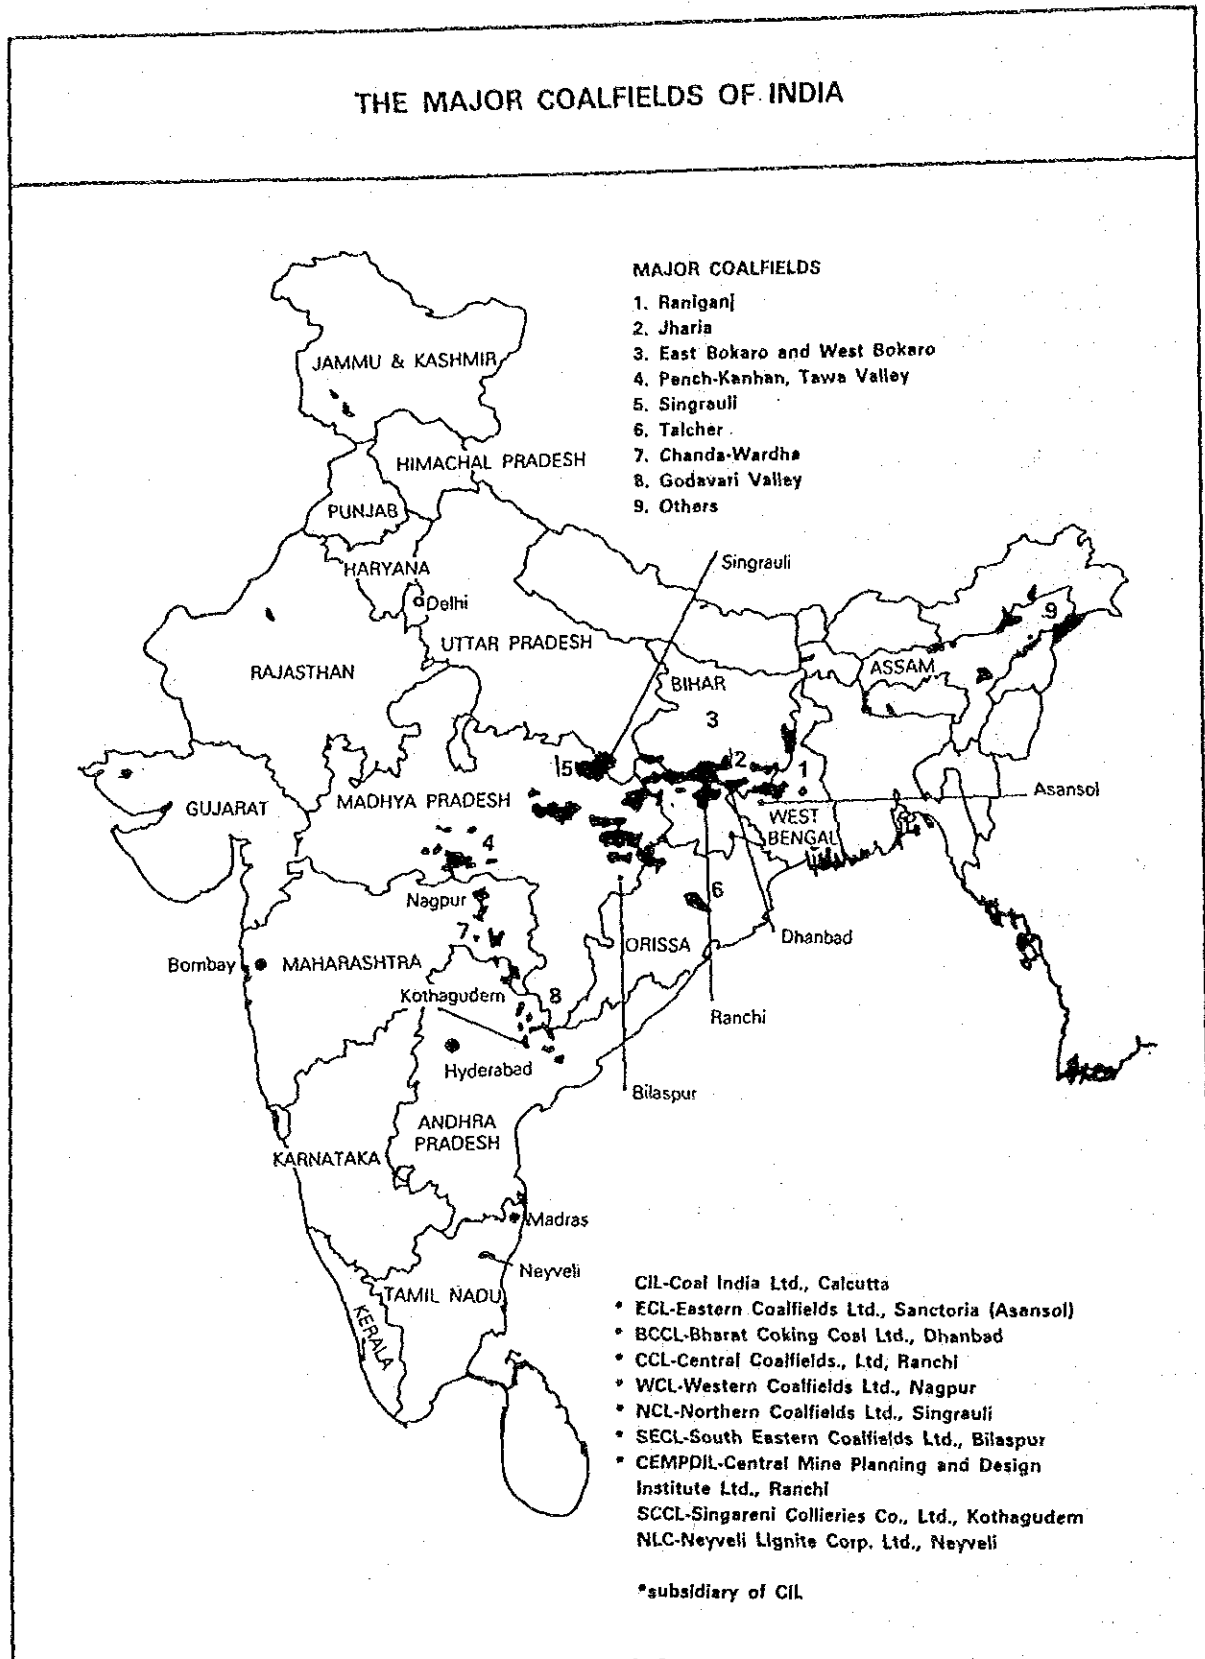 THE MAJOR COALFIELDS OF INDIA
MAJOR COALFIELDS
1. Raniganj
2. Jharia
3. East Bokaro and West Bokaro
4. Pench-Kanhan, Tawa Valley
5. Singrauli
6. Talcher
7. Chanda-Wardha
8. Godavari Valley
9. Others
JAMMU & KASHMIR
HIMACHAL PRADESH
PUNJAB
HARYANA
Delhi
Singrauli
UTTAR PRADESH
RAJASTHAN
BIHAR
ASSAM
9
3
5
2
1
Asansol
GUJARAT
MADHYA PRADESH
WEST
BENGAL
4
6
Nagpur
7
Dhanbad
ORISSA
Bombay
MAHARASHTRA
Kothagudem
8
Ranchi
Hyderabad
Bilaspur
ANDHRA
PRADESH
KARNATAKA
Madras
Neyveli
TAMIL NADU
KERALA
CIL-Coal India Ltd., Calcutta
* ECL-Eastern Coalfields Ltd., Sanctoria (Asansol)
* BCCL-Bharat Coking Coal Ltd., Dhanbad
* CCL-Central Coalfields., Ltd, Ranchi
* WCL-Western Coalfields Ltd., Nagpur
* NCL-Northern Coalfields Ltd., Singrauli
* SECL-South Eastern Coalfields Ltd., Bilaspur
* CEMPDIL-Central Mine Planning and Design
Institute Ltd., Ranchi
SCCL-Singareni Collieries Co., Ltd., Kothagudem
NLC-Neyveli Lignite Corp. Ltd., Neyveli
*subsidiary of CIL